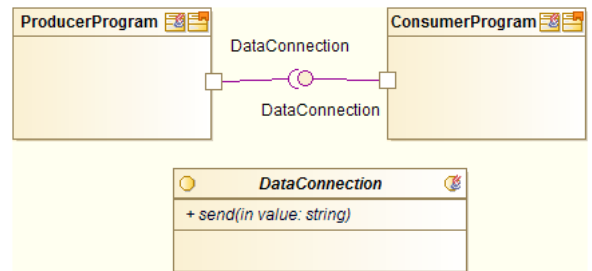 ProducerProgram
ConsumerProgram
DataConnection
DataConnection
DataConnection
+ send(in value: string)